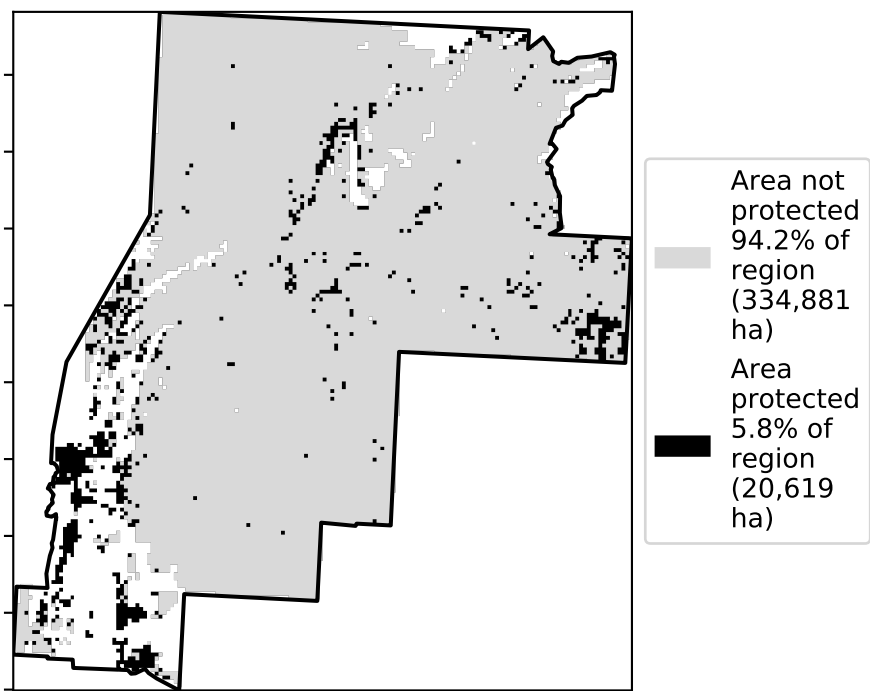 Area not
protected
94.2% of
region
(334,881
ha)
Area
protected
5.8% of
region
(20,619
ha)